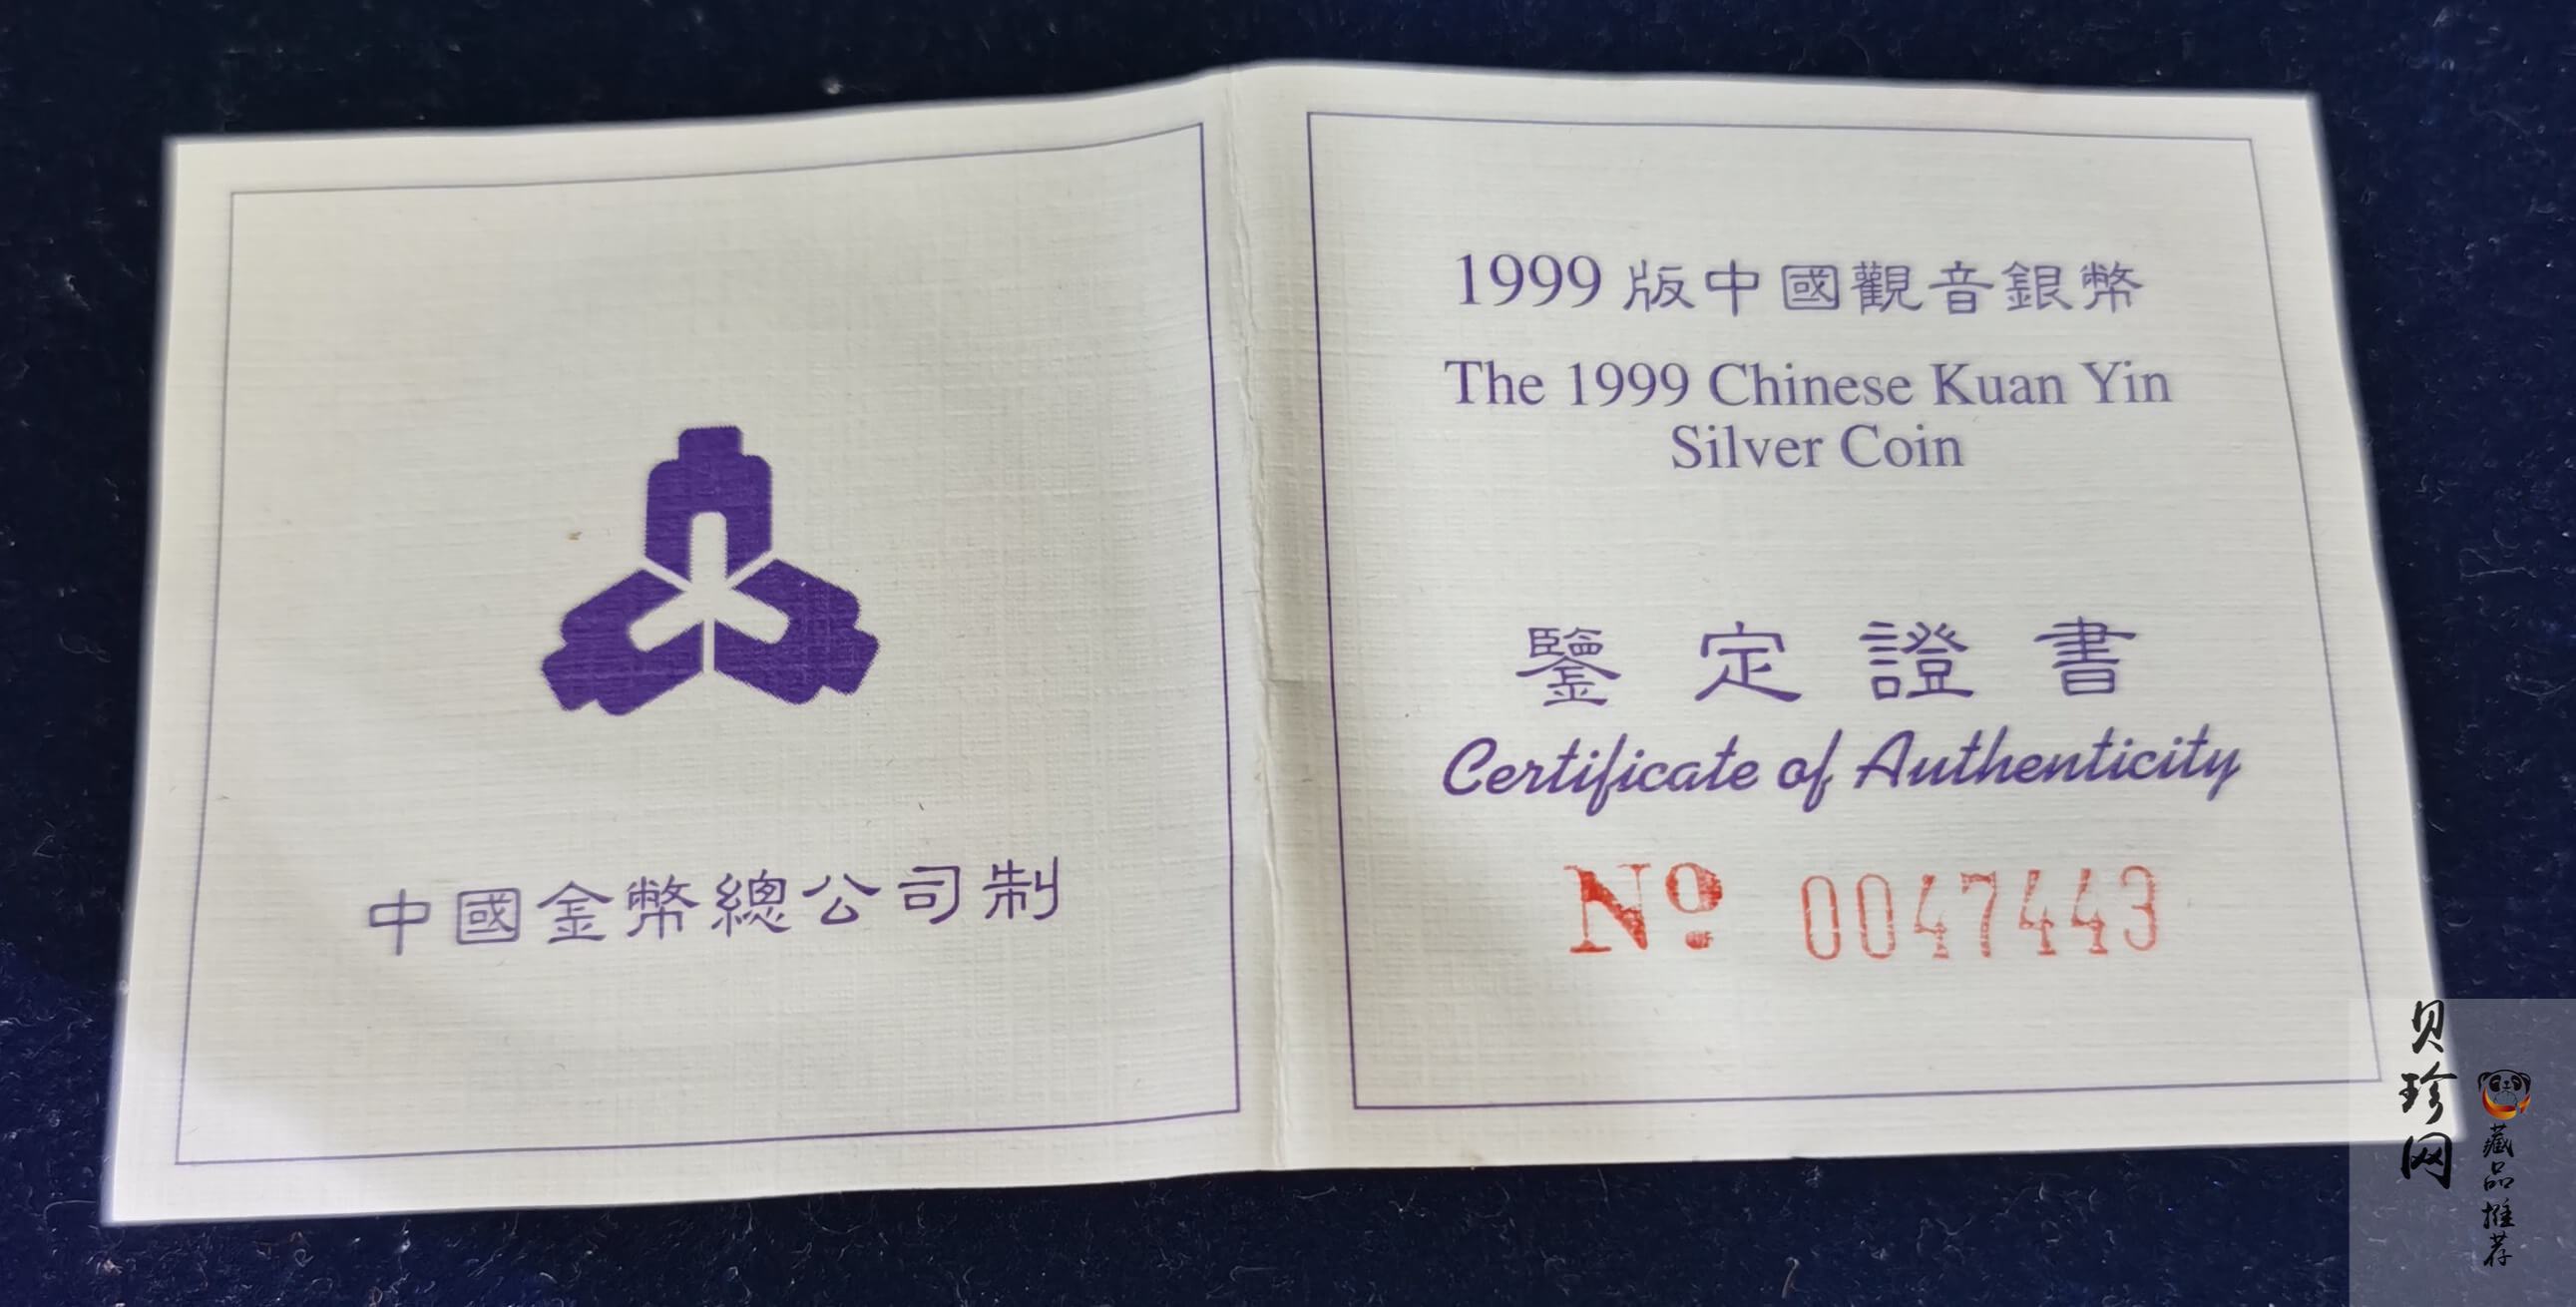 中國金幣總公司制
1999版中國觀音銀幣
The 1999 Chinese Kuan Yin
Silver Coin
鑒定證書
Certificate of Authenticity
Nº 0047443
贝珍网
藏品推荐